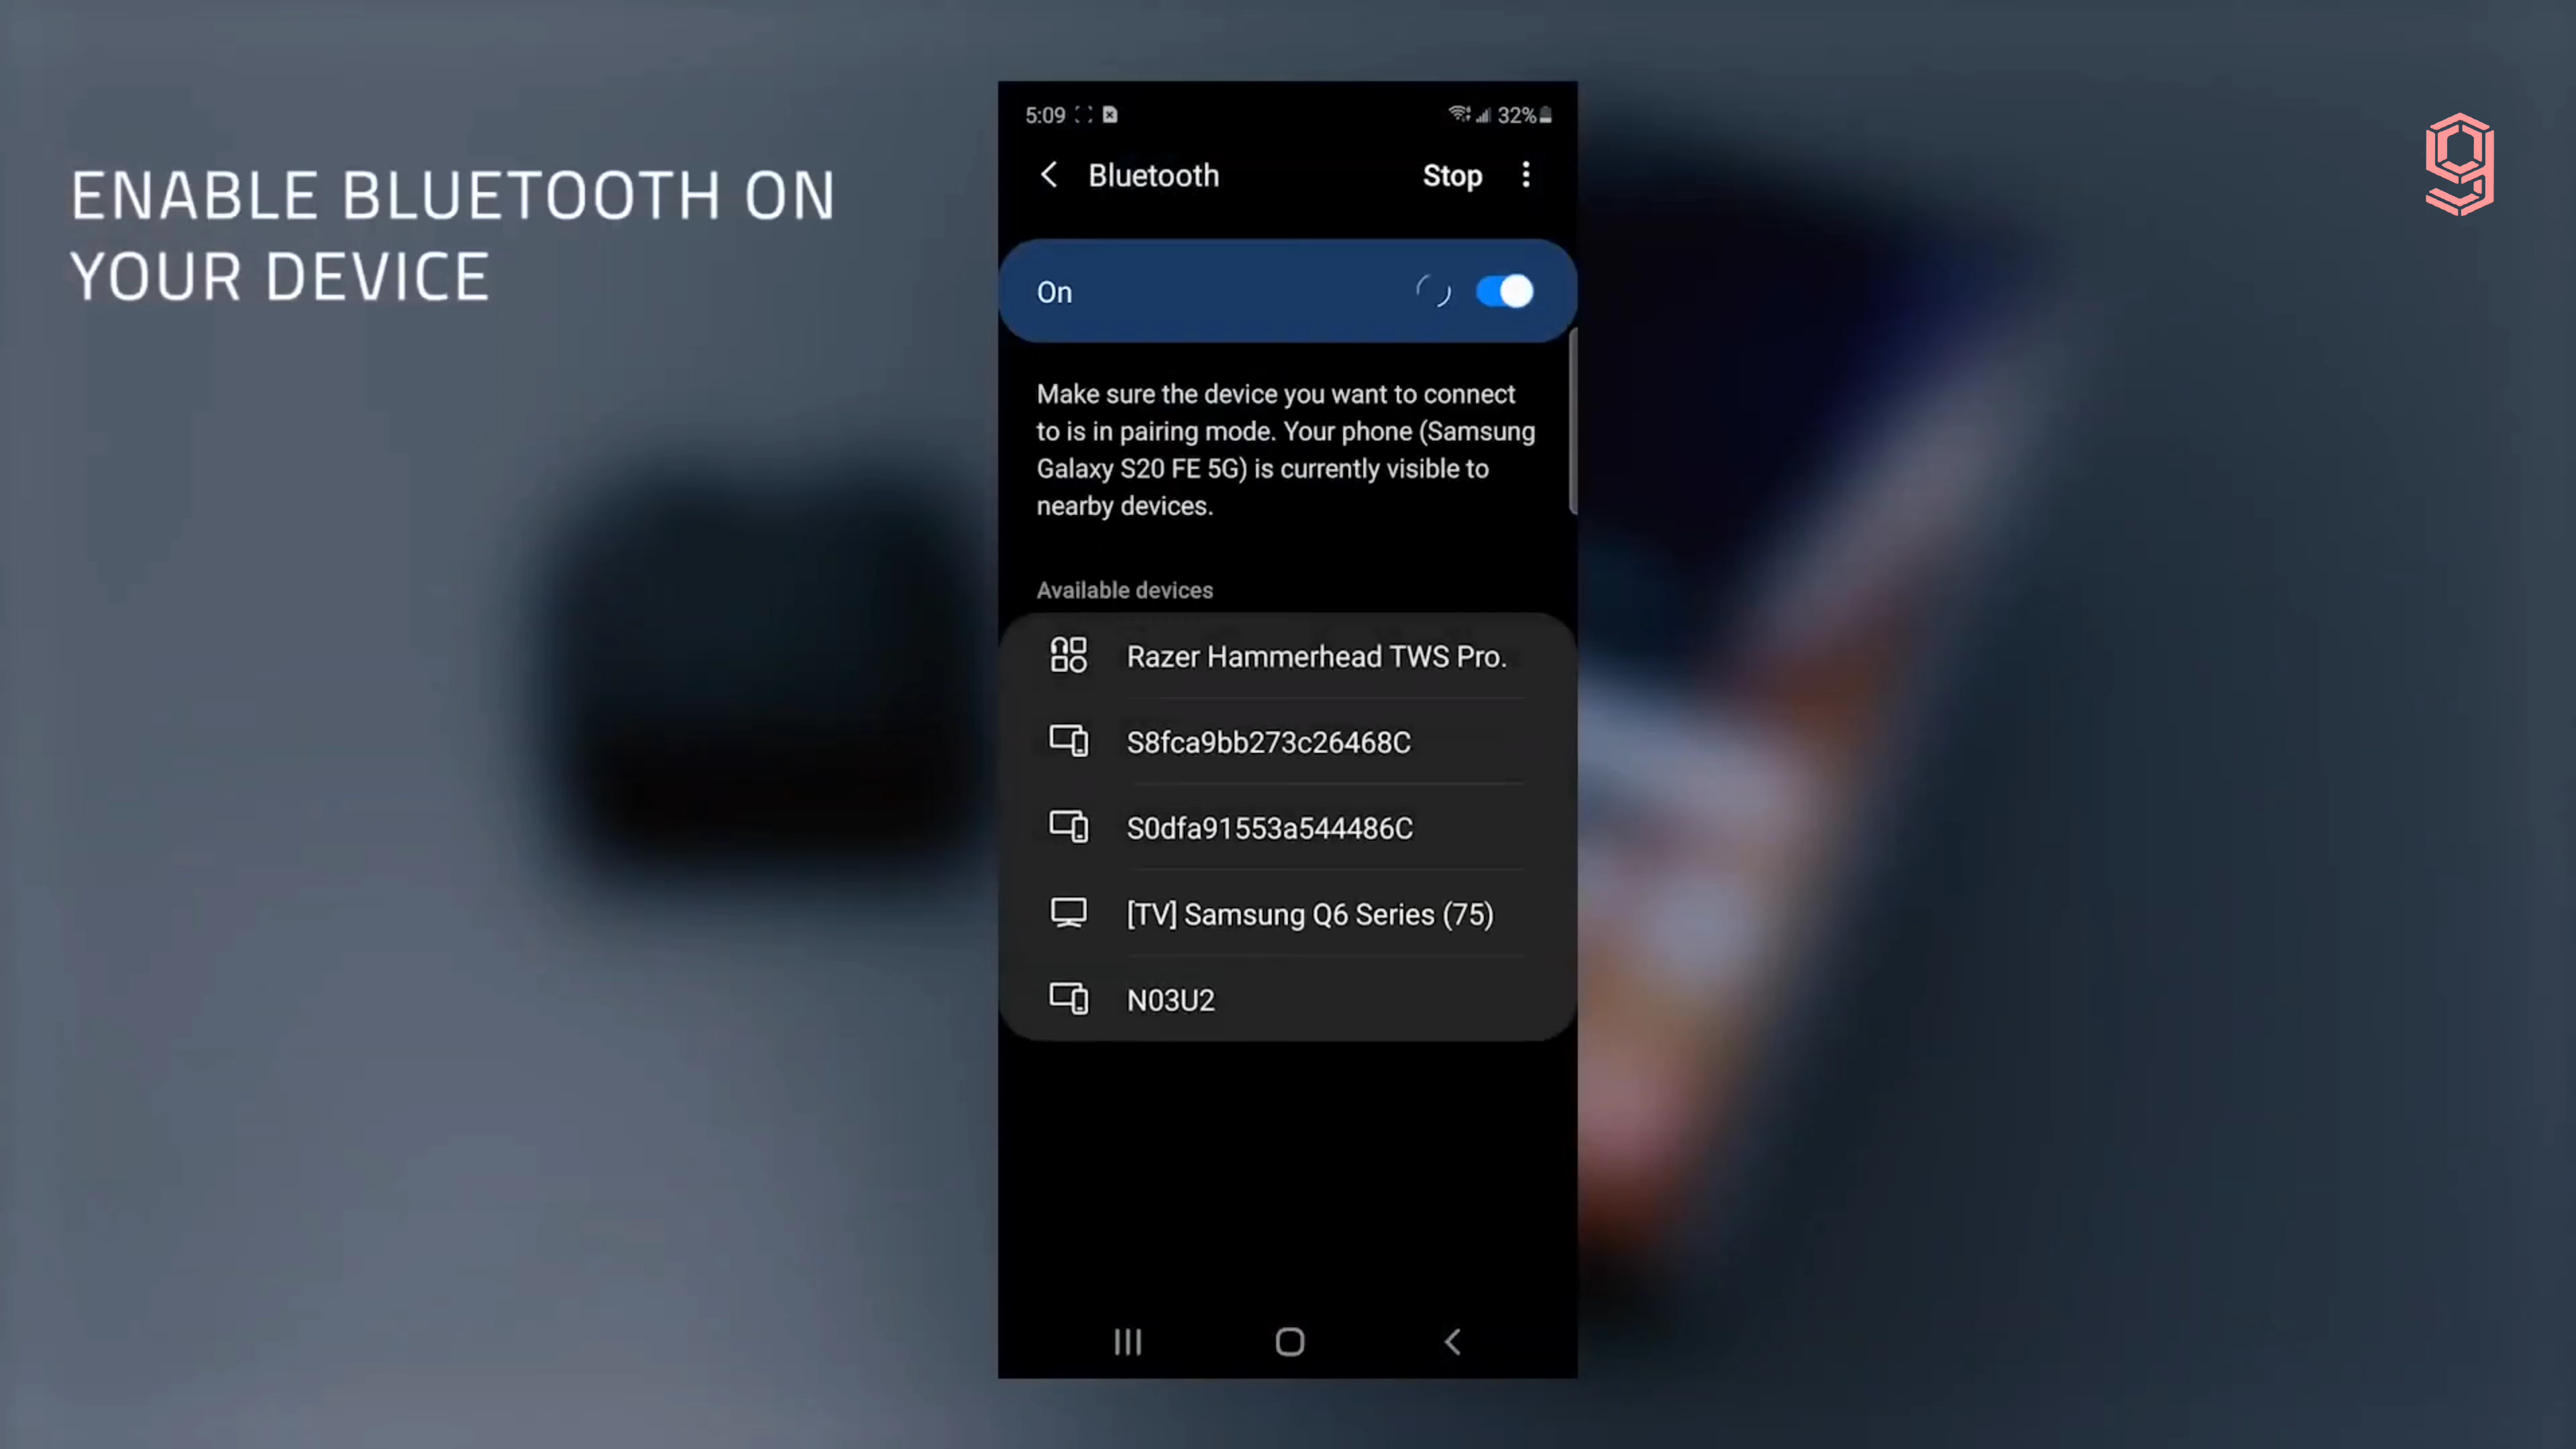 ENABLE BLUETOOTH ON
YOUR DEVICE
5:09
32%
Bluetooth
Stop
On
Make sure the device you want to connect
to is in pairing mode. Your phone (Samsung
Galaxy S20 FE 5G) is currently visible to
nearby devices.
Available devices
Razer Hammerhead TWS Pro.
S8fca9bb273c26468C
S0dfa91553a544486C
[TV] Samsung Q6 Series (75)
N03U2